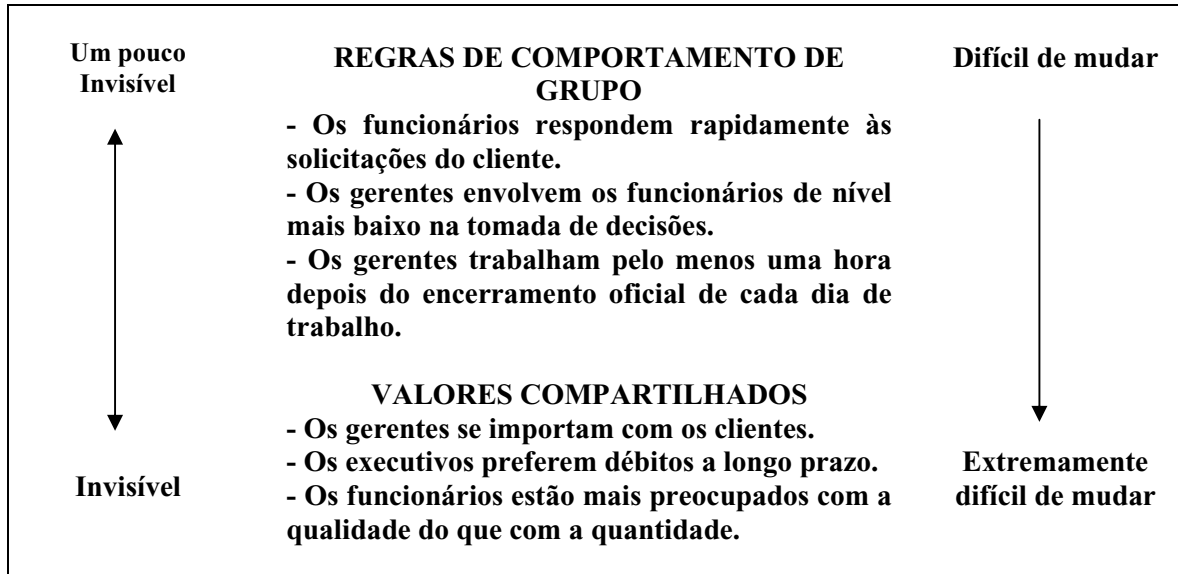 Um pouco
Invisível
REGRAS DE COMPORTAMENTO DE
GRUPO
Difícil de mudar
- Os funcionários respondem rapidamente às
solicitações do cliente.
- Os gerentes envolvem os funcionários de nível
mais baixo na tomada de decisões.
- Os gerentes trabalham pelo menos uma hora
depois do encerramento oficial de cada dia de
trabalho.
VALORES COMPARTILHADOS
- Os gerentes se importam com os clientes.
- Os executivos preferem débitos a longo prazo.
- Os funcionários estão mais preocupados com a
qualidade do que com a quantidade.
Invisível
Extremamente
difícil de mudar